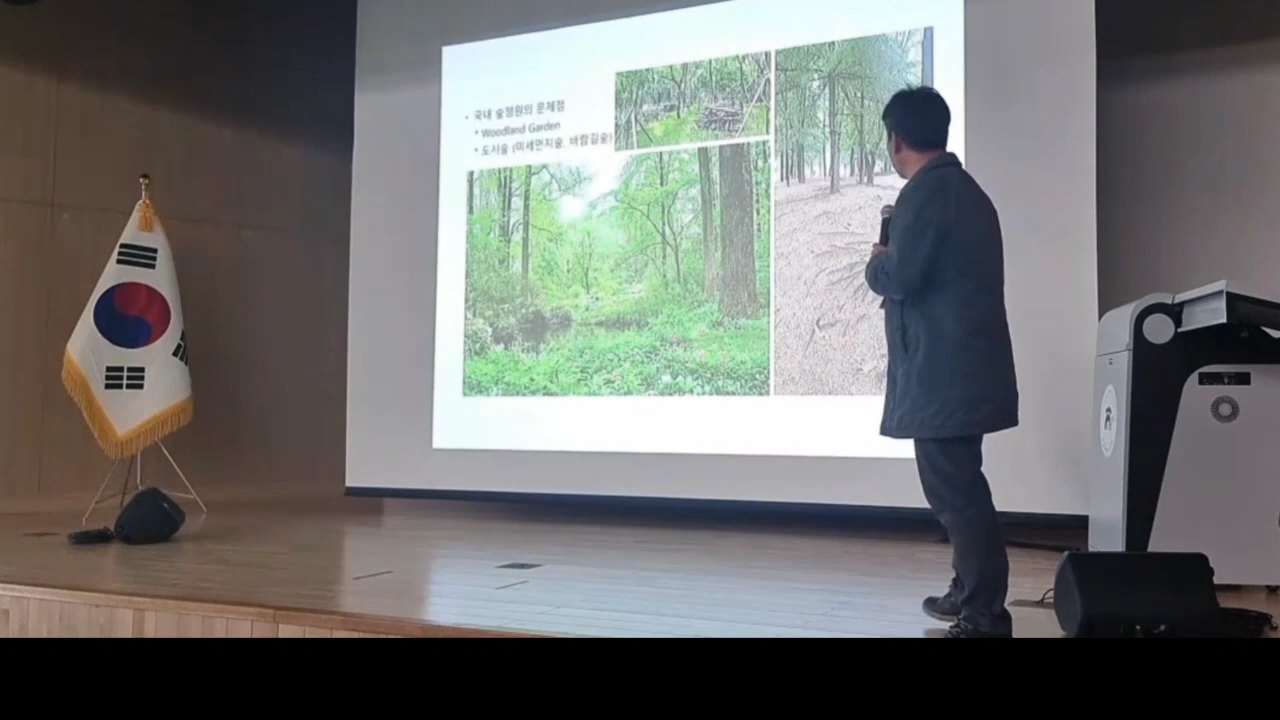 • 국내 숲정원의 문제점
* Woodland Garden
* 도시숲 (미세먼지숲, 바람길숲)